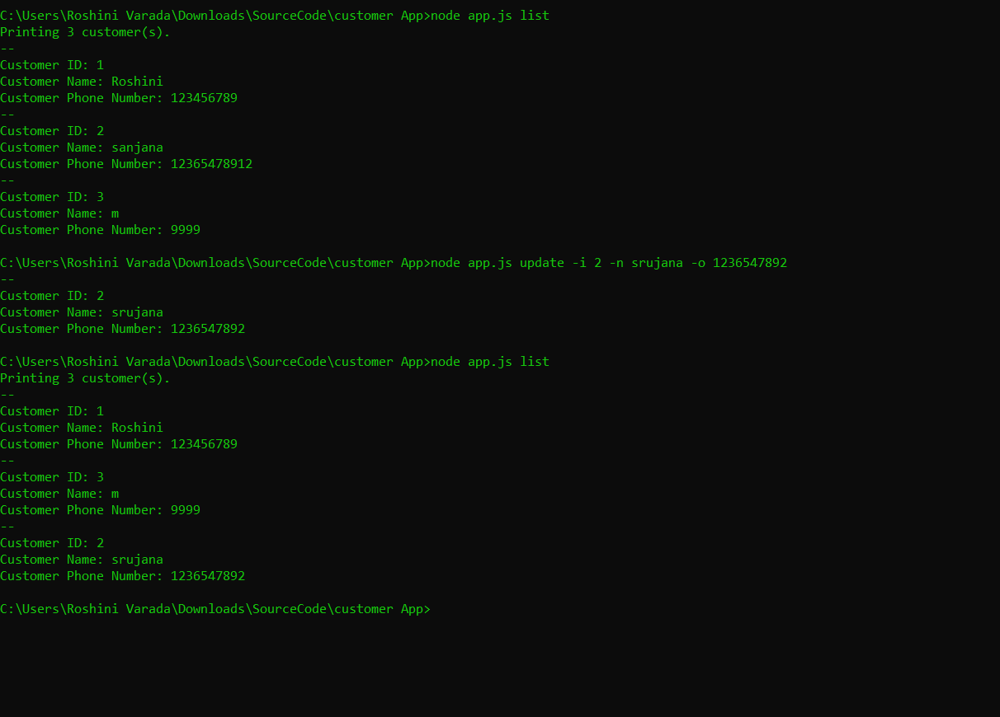 C:\Users\Roshini Varada\Downloads\SourceCode\customer App>node app.js list
Printing 3 customer(s).
--
Customer ID: 1
Customer Name: Roshini
Customer Phone Number: 123456789
--
Customer ID: 2
Customer Name: sanjana
Customer Phone Number: 12365478912
--
Customer ID: 3
Customer Name: m
Customer Phone Number: 9999
C:\Users\Roshini Varada\Downloads\SourceCode\customer App>node app.js update -i 2 -n srujana -o 1236547892
--
Customer ID: 2
Customer Name: srujana
Customer Phone Number: 1236547892
C:\Users\Roshini Varada\Downloads\SourceCode\customer App>node app.js list
Printing 3 customer(s).
--
Customer ID: 1
Customer Name: Roshini
Customer Phone Number: 123456789
--
Customer ID: 3
Customer Name: m
Customer Phone Number: 9999
--
Customer ID: 2
Customer Name: srujana
Customer Phone Number: 1236547892
C:\Users\Roshini Varada\Downloads\SourceCode\customer App>